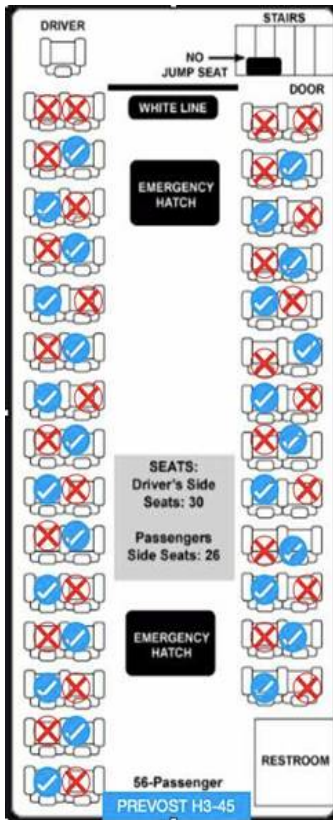 DRIVER
STAIRS
NO
JUMP SEAT
DOOR
WHITE LINE
EMERGENCY
HATCH
SEATS:
Driver's Side
Seats: 30
Passengers
Side Seats: 26
EMERGENCY
HATCH
RESTROOM
56-Passenger
PREVOST H3-45